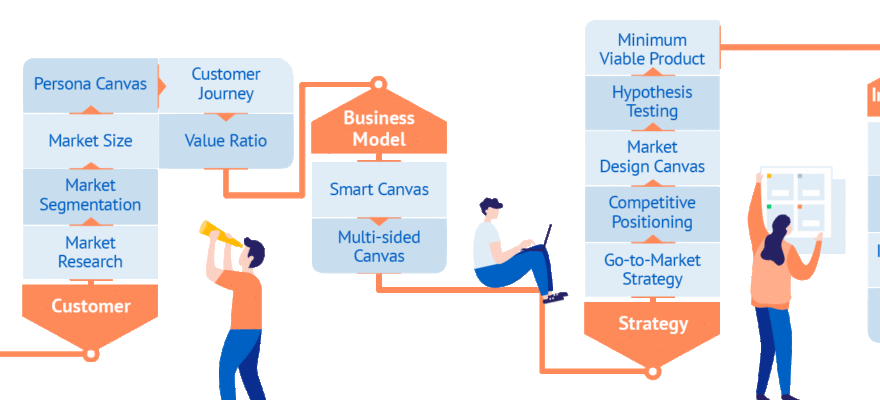 Persona Canvas
Customer
Journey
Market Size
Value Ratio
Market
Segmentation
Market
Research
Customer
Business
Model
Smart Canvas
Multi-sided
Canvas
Minimum
Viable Product
Hypothesis
Testing
Market
Design Canvas
Competitive
Positioning
Go-to-Market
Strategy
Strategy